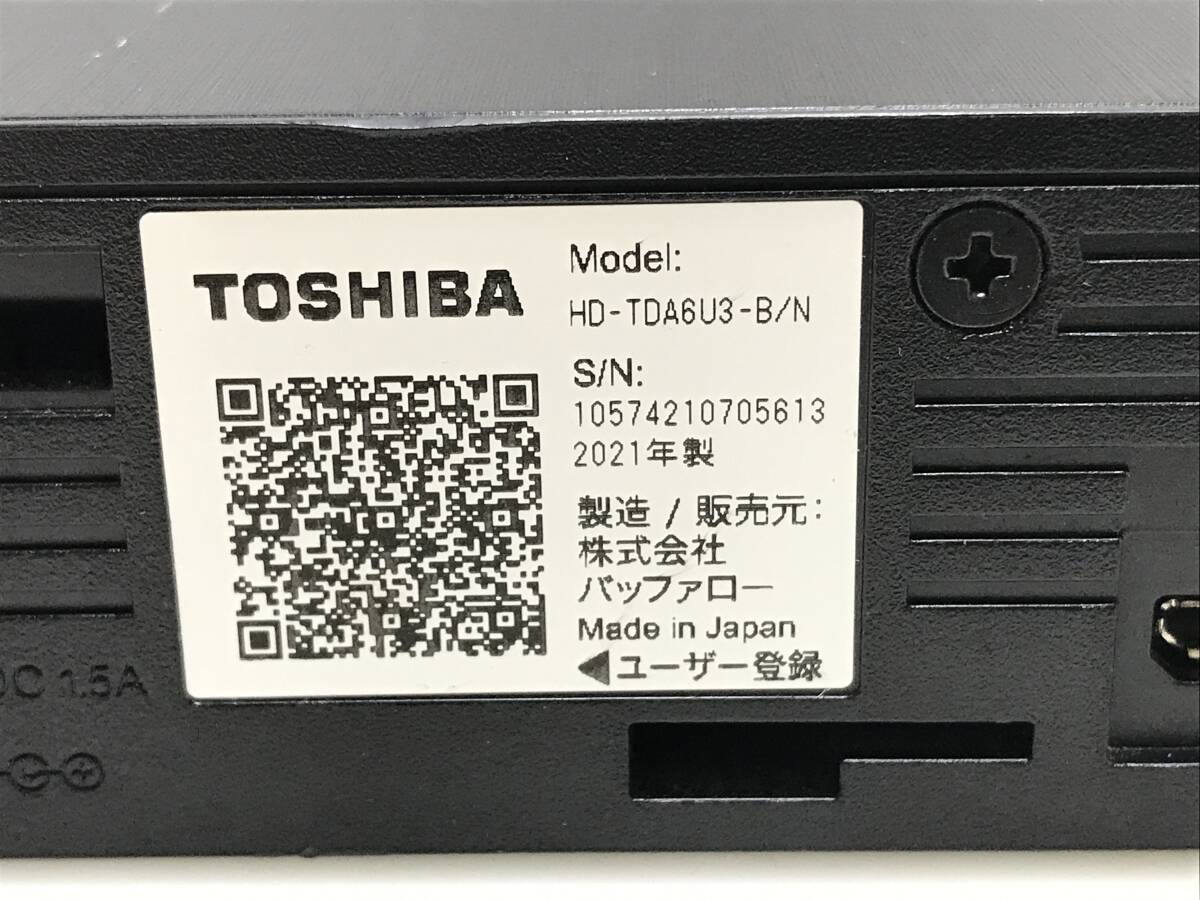 TOSHIBA
Model:
HD-TDA6U3-B/N
S/N:
10574210705613
2021年製
製造 / 販売元:
株式会社
バッファロー
Made in Japan
◀ユーザー登録
DC 1.5A